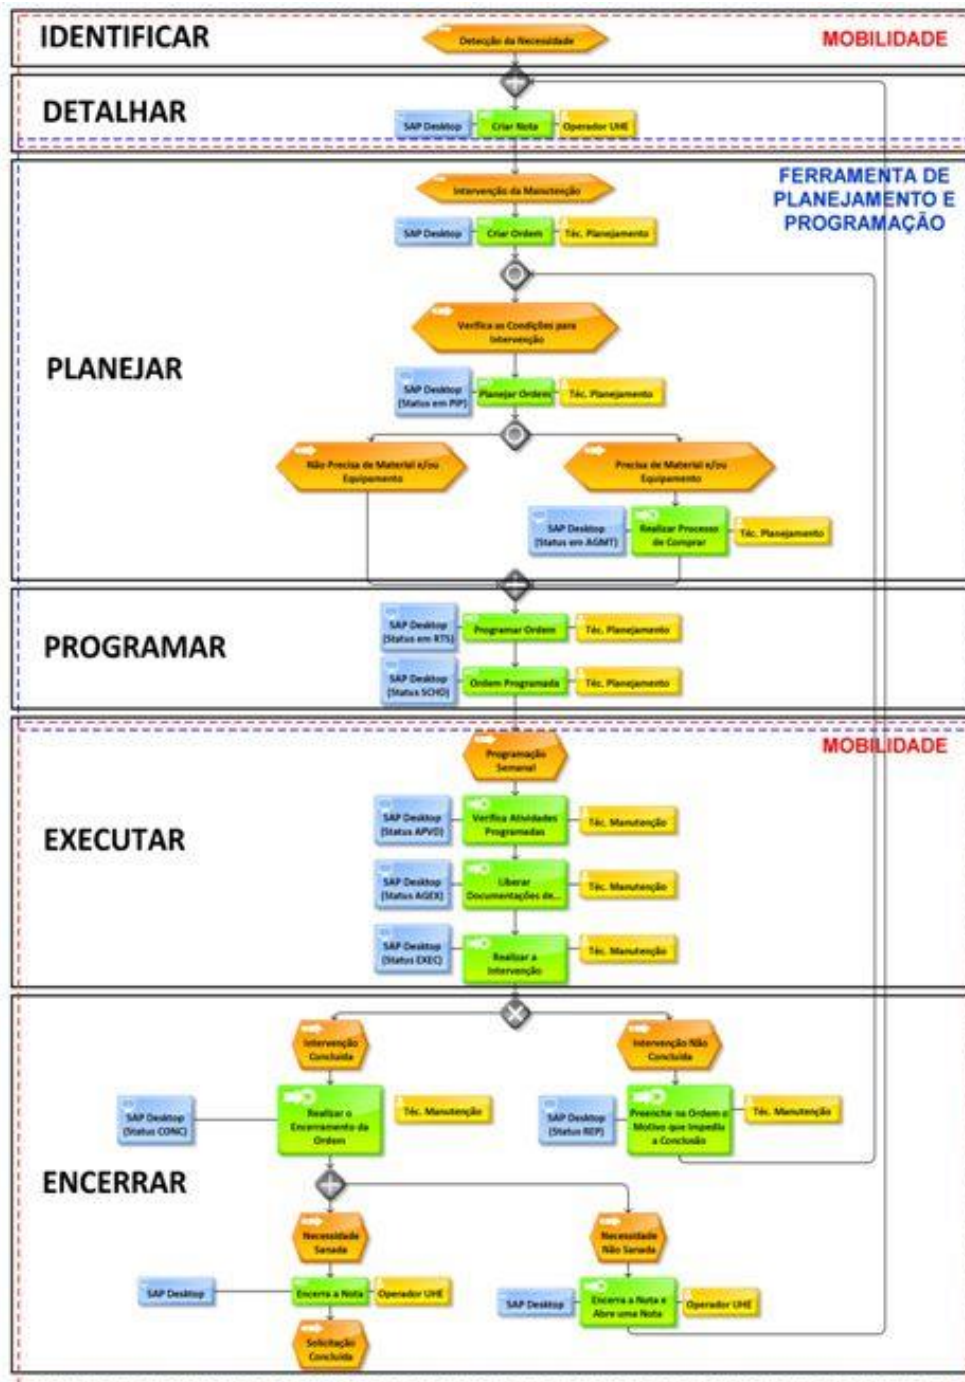 IDENTIFICAR
Detecção da Necessidade
MOBILIDADE
DETALHAR
SAP Desktop
Criar Nota
Operador UHE
Intervenção da Manutenção
FERRAMENTA DE
PLANEJAMENTO E
PROGRAMAÇÃO
SAP Desktop
Criar Ordem
Téc. Planejamento
Verifica as Condições para
Intervenção
PLANEJAR
SAP Desktop
(Status em PIP)
Planejar Ordem
Téc. Planejamento
Não Precisa de Material e/ou
Equipamento
Precisa de Material e/ou
Equipamento
SAP Desktop
(Status em AGMT)
Realizar Processo
de Comprar
Téc. Planejamento
PROGRAMAR
SAP Desktop
(Status em RTS)
Programar Ordem
Téc. Planejamento
SAP Desktop
(Status SCHD)
Ordem Programada
Téc. Planejamento
Programação
Semanal
MOBILIDADE
EXECUTAR
SAP Desktop
(Status APVD)
Verifica Atividades
Programadas
Téc. Manutenção
SAP Desktop
(Status AGEX)
Liberar
Documentações de...
Téc. Manutenção
SAP Desktop
(Status EXEC)
Realizar a
Intervenção
Téc. Manutenção
Intervenção
Concluída
Intervenção Não
Concluída
SAP Desktop
(Status CONC)
Realizar o
Encerramento da
Ordem
Téc. Manutenção
SAP Desktop
(Status REP)
Preenche na Ordem o
Motivo que Impediu
a Conclusão
Téc. Manutenção
ENCERRAR
Necessidade
Sanada
Necessidade
Não Sanada
SAP Desktop
Encerra a Nota
Operador UHE
SAP Desktop
Encerra a Nota e
Abre uma Nota
Operador UHE
Solicitação
Concluída